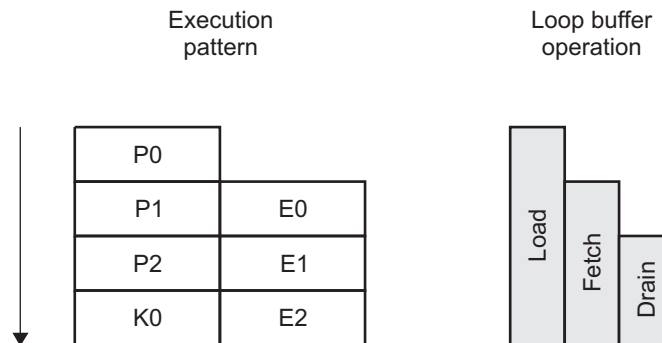 Execution
pattern
Loop buffer
operation
P0
P1 E0
P2 E1
K0 E2
Load
Fetch
Drain